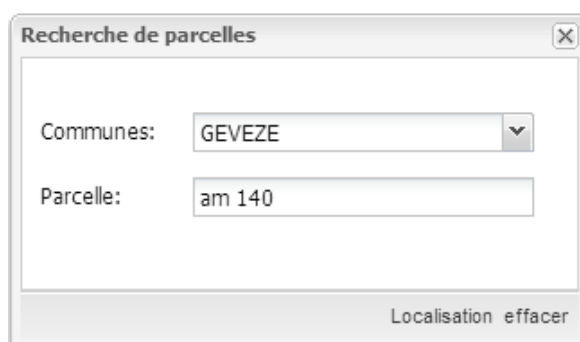 Recherche de parcelles
Communes: GEVEZE
Parcelle: am 140
Localisation effacer